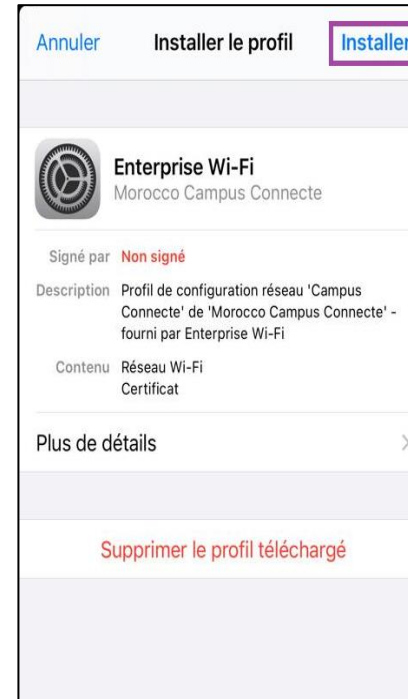 Annuler Installer le profil Installer
Enterprise Wi-Fi
Morocco Campus Connecte
Signé par Non signé
Description Profil de configuration réseau 'Campus
Connecte' de 'Morocco Campus Connecte' -
fourni par Enterprise Wi-Fi
Contenu Réseau Wi-Fi
Certificat
Plus de détails
Supprimer le profil téléchargé